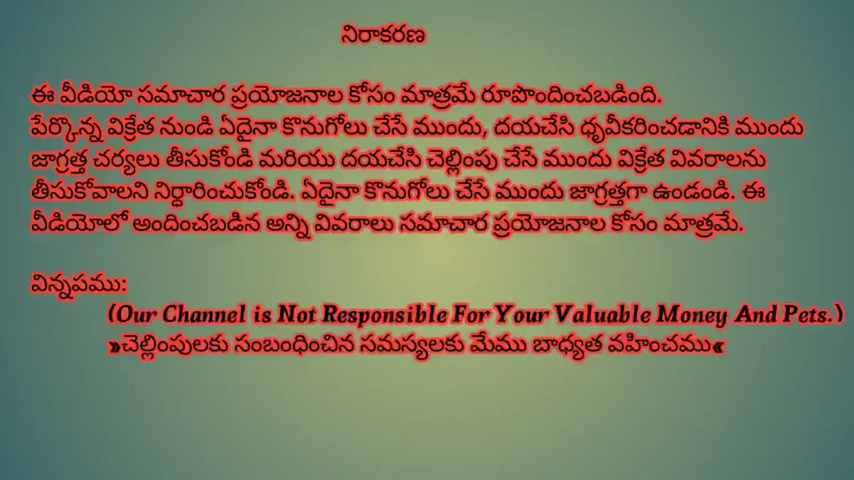 నిరాకరణ
ఈ వీడియో సమాచార ప్రయోజనాల కోసం మాత్రమే రూపొందించబడింది.
పేర్కొన్న విక్రేత నుండి ఏదైనా కొనుగోలు చేసే ముందు, దయచేసి ధృవీకరించడానికి ముందు
జాగ్రత్త చర్యలు తీసుకోండి మరియు దయచేసి చెల్లింపు చేసే ముందు విక్రేత వివరాలను
తీసుకోవాలని నిర్ధారించుకోండి. ఏదైనా కొనుగోలు చేసే ముందు జాగ్రత్తగా ఉండండి. ఈ
వీడియోలో అందించబడిన అన్ని వివరాలు సమాచార ప్రయోజనాల కోసం మాత్రమే.
విన్నపము:
(Our Channel is Not Responsible For Your Valuable Money And Pets.)
»చెల్లింపులకు సంబంధించిన సమస్యలకు మేము బాధ్యత వహించము«